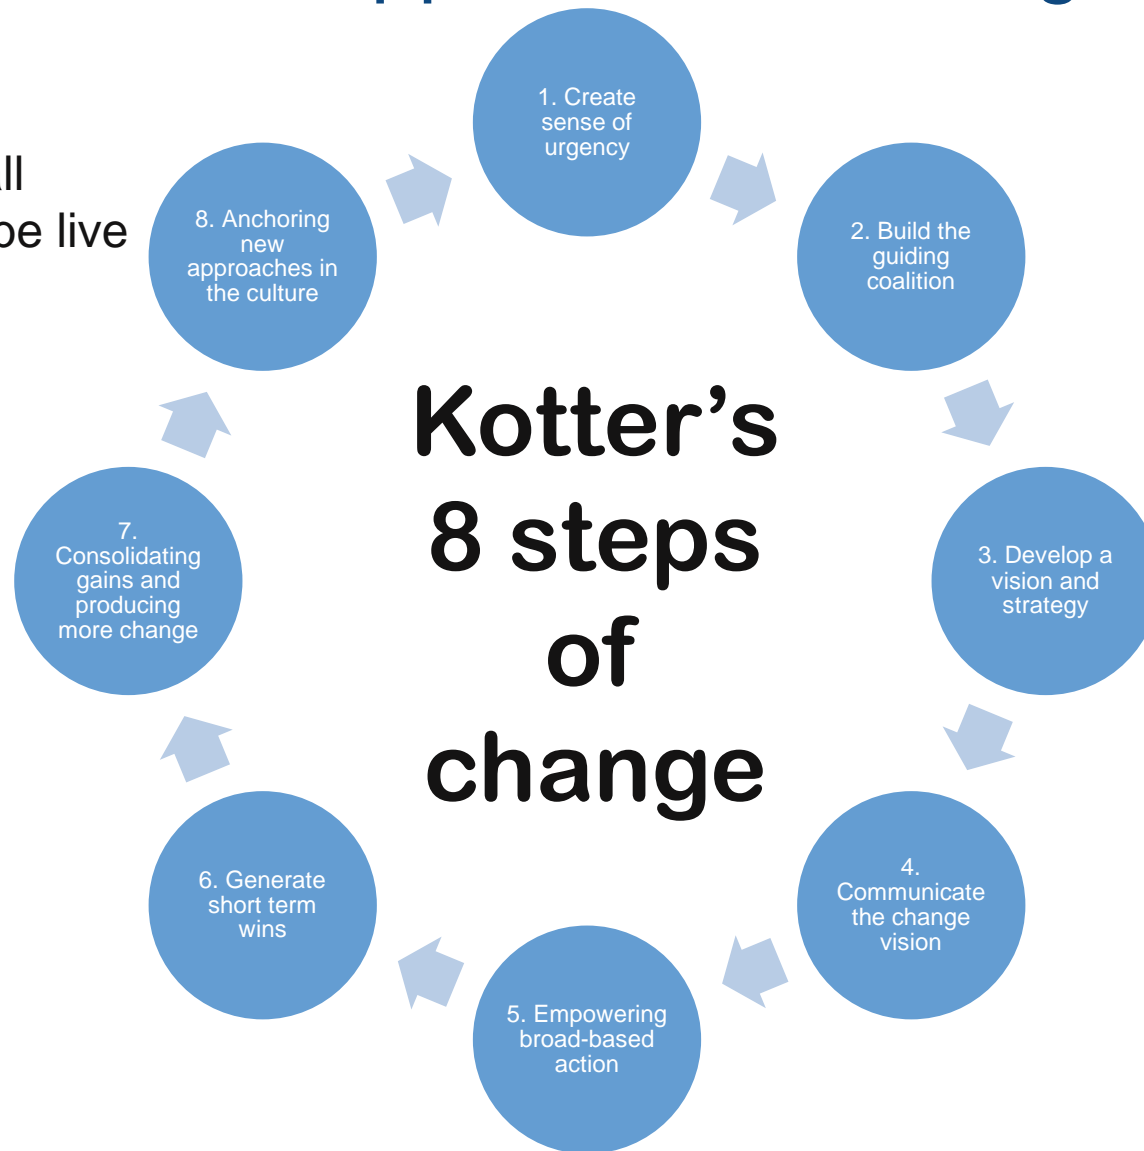 be live
1. Create
sense of
urgency
2. Build the
guiding
coalition
3. Develop a
vision and
strategy
4.
Communicate
the change
vision
5. Empowering
broad-based
action
6. Generate
short term
wins
7.
Consolidating
gains and
producing
more change
8. Anchoring
new
approaches in
the culture
Kotter’s
8 steps
of
change